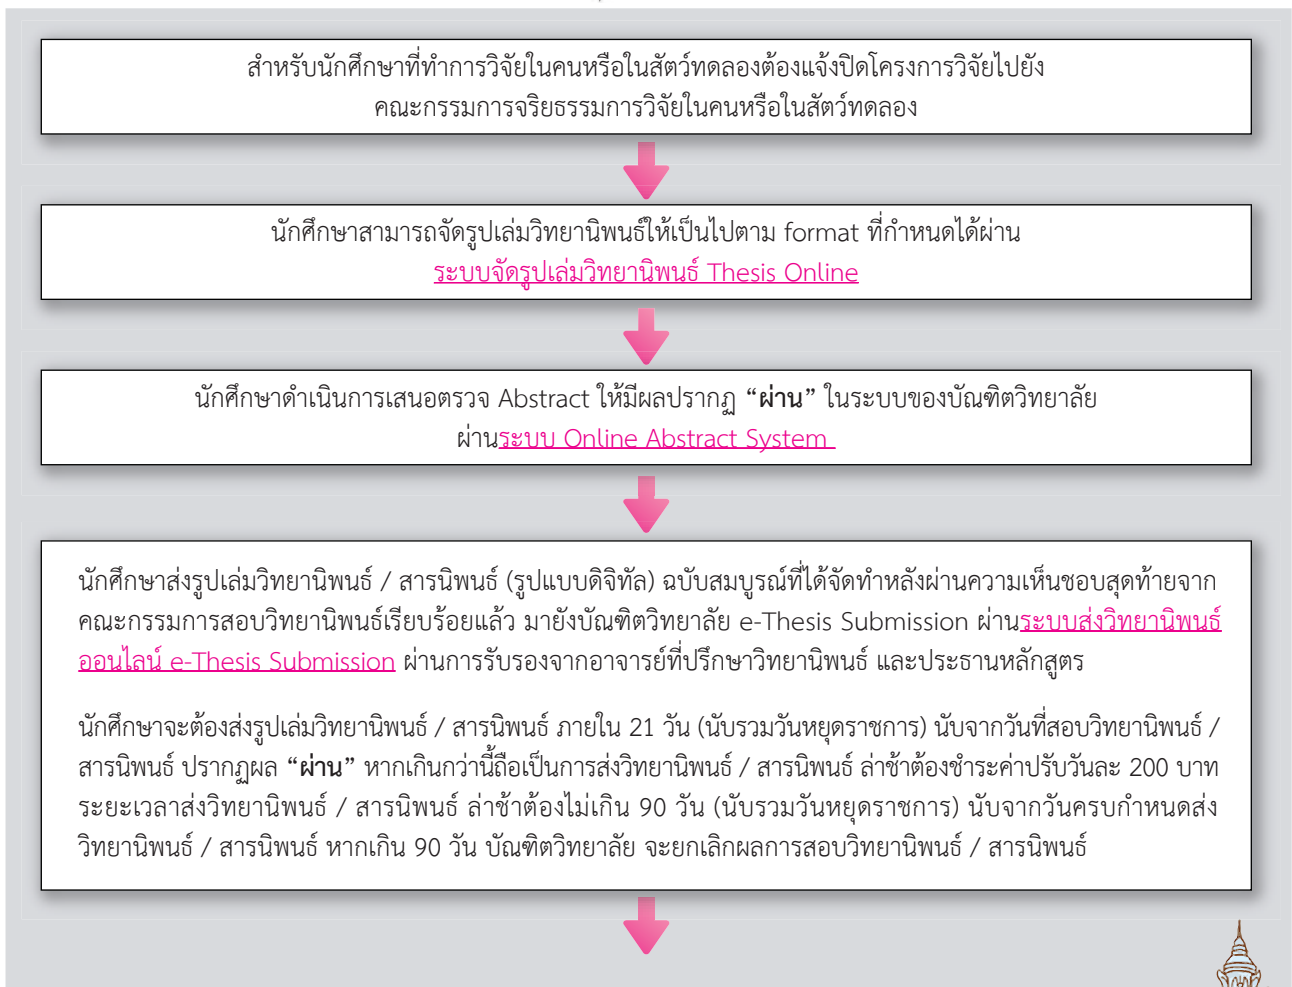 สำหรับนักศึกษาที่ทำการวิจัยในคนหรือในสัตว์ทดลองต้องแจ้งปิดโครงการวิจัยไปยัง
คณะกรรมการจริยธรรมการวิจัยในคนหรือในสัตว์ทดลอง
นักศึกษาสามารถจัดรูปเล่มวิทยานิพนธ์ให้เป็นไปตาม format ที่กำหนดได้ผ่าน
ระบบจัดรูปเล่มวิทยานิพนธ์ Thesis Online
นักศึกษาดำเนินการเสนอตรวจ Abstract ให้มีผลปรากฏ “ผ่าน” ในระบบของบัณฑิตวิทยาลัย
ผ่านระบบ Online Abstract System
นักศึกษาส่งรูปเล่มวิทยานิพนธ์ / สารนิพนธ์ (รูปแบบดิจิทัล) ฉบับสมบูรณ์ที่ได้จัดทำหลังผ่านความเห็นชอบสุดท้ายจาก
คณะกรรมการสอบวิทยานิพนธ์เรียบร้อยแล้ว มายังบัณฑิตวิทยาลัย e-Thesis Submission ผ่านระบบส่งวิทยานิพนธ์
ออนไลน์ e-Thesis Submission ผ่านการรับรองจากอาจารย์ที่ปรึกษาวิทยานิพนธ์ และประธานหลักสูตร
นักศึกษาจะต้องส่งรูปเล่มวิทยานิพนธ์ / สารนิพนธ์ ภายใน 21 วัน (นับรวมวันหยุดราชการ) นับจากวันที่สอบวิทยานิพนธ์ /
สารนิพนธ์ ปรากฏผล “ผ่าน” หากเกินกว่านี้ถือเป็นการส่งวิทยานิพนธ์ / สารนิพนธ์ ล่าช้าต้องชำระค่าปรับวันละ 200 บาท
ระยะเวลาส่งวิทยานิพนธ์ / สารนิพนธ์ ล่าช้าต้องไม่เกิน 90 วัน (นับรวมวันหยุดราชการ) นับจากวันครบกำหนดส่ง
วิทยานิพนธ์ / สารนิพนธ์ หากเกิน 90 วัน บัณฑิตวิทยาลัย จะยกเลิกผลการสอบวิทยานิพนธ์ / สารนิพนธ์